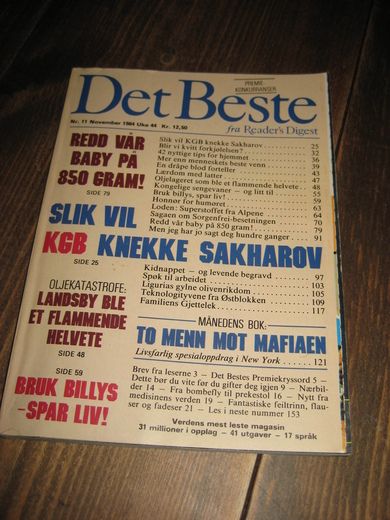 PREMIE
KONKURRANSER
Det Beste
Nr. 11 November 1984 Uke 44 Kr. 12,50
fra Reader's Digest
REDD VÅR
BABY PÅ
850 GRAM!
SIDE 79
Slik vil KGB knekke Sakharov 25
Blir vi kvitt forkjølelsen? 32
42 nyttige tips for hjemmet 36
Mer enn menneskets beste venn 39
En dråpe blod forteller 43
Lærdom med latter 47
Oljelageret som ble et flammende helvete 48
Kongelige sengevaner – og litt til 55
Bruk billys, spar liv! 59
Honnør for humøret 63
Loden: Superstoffet fra Alpene 64
Sagaen om Sorgenfri-besetningen 70
Redd vår baby på 850 gram! 79
Men jeg har jo sagt deg hundre ganger 91
SLIK VIL
KGB KNEKKE SAKHAROV
SIDE 25
Kidnappet – og levende begravd 97
Spøk til arbeidet 103
Ligurias gylne olivenrikdom 105
Teknologityvene fra Østblokken 109
Familiens Gjettelek 117
OLJEKATASTROFE:
LANDSBY BLE
ET FLAMMENDE
HELVETE
SIDE 48
MÅNEDENS BOK:
TO MENN MOT MAFIAEN
Livsfarlig spesialoppdrag i New York 121
SIDE 59
BRUK BILLYS
-SPAR LIV!
Brev fra leserne 3 – Det Bestes Premiekryssord 5 –
Dette bør du vite før du gifter deg igjen 9 – Nærbil-
der 14 – Fra bombefly til prekestol 16 – Nytt fra
medisinens verden 19 – Fantastiske feiltrinn, flau-
ser og fadeser 21 – Les i neste nummer 153
Verdens mest leste magasin
31 millioner i opplag – 41 utgaver – 17 språk